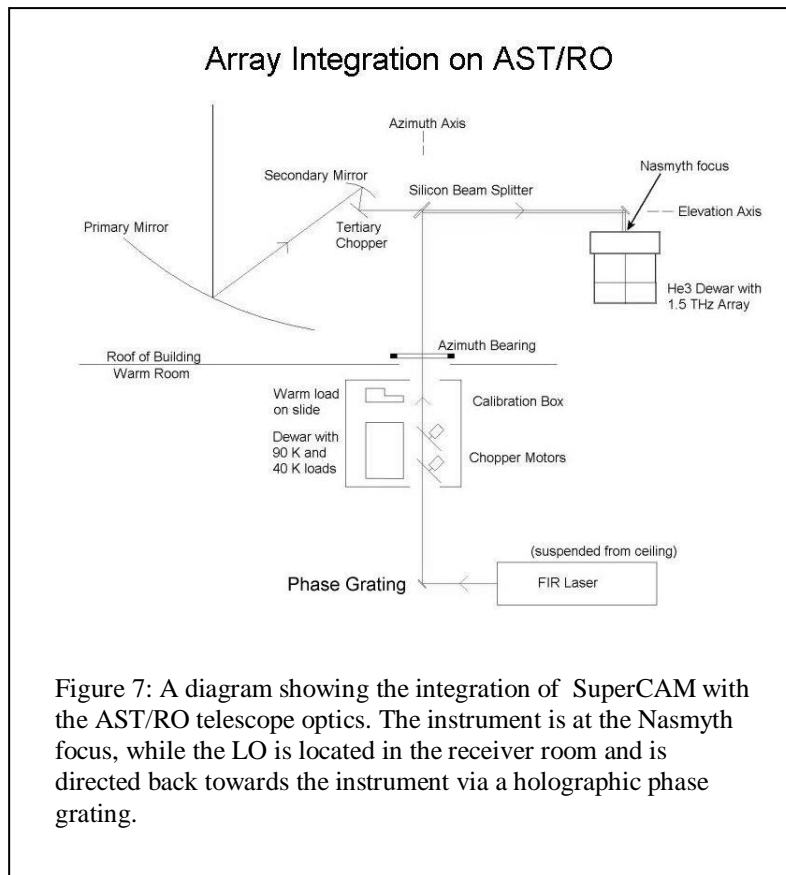 Array Integration on AST/RO
Azimuth Axis
Nasmyth focus
Secondary Mirror
Silicon Beam Splitter
Elevation Axis
Primary Mirror
Tertiary
Chopper
He3 Dewar with
1.5 THz Array
Azimuth Bearing
Roof of Building
Warm Room
Warm load
on slide
Calibration Box
Dewar with
90 K and
40 K loads
Chopper Motors
(suspended from ceiling)
Phase Grating
FIR Laser
Figure 7: A diagram showing the integration of SuperCAM with
the AST/RO telescope optics. The instrument is at the Nasmyth
focus, while the LO is located in the receiver room and is
directed back towards the instrument via a holographic phase
grating.